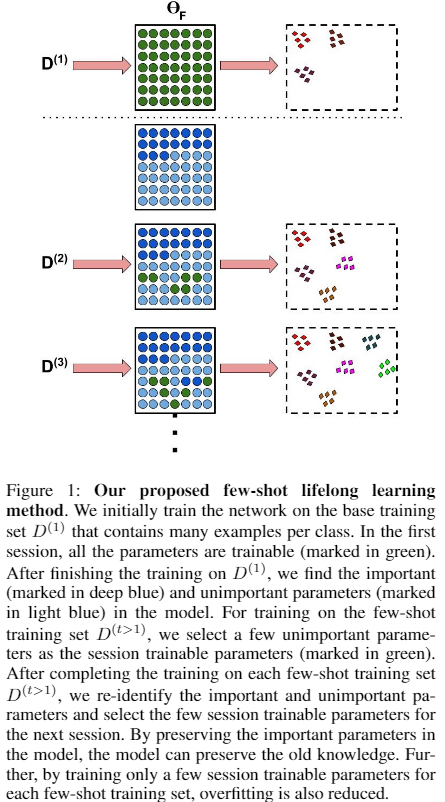 Θ_F
D^(1)
D^(2)
D^(3)
Figure 1: Our proposed few-shot lifelong learning
method. We initially train the network on the base training
set D^(1) that contains many examples per class. In the first
session, all the parameters are trainable (marked in green).
After finishing the training on D^(1), we find the important
(marked in deep blue) and unimportant parameters (marked
in light blue) in the model. For training on the few-shot
training set D^(t>1), we select a few unimportant parame-
ters as the session trainable parameters (marked in green).
After completing the training on each few-shot training set
D^(t>1), we re-identify the important and unimportant pa-
rameters and select the few session trainable parameters for
the next session. By preserving the important parameters in
the model, the model can preserve the old knowledge. Fur-
ther, by training only a few session trainable parameters for
each few-shot training set, overfitting is also reduced.